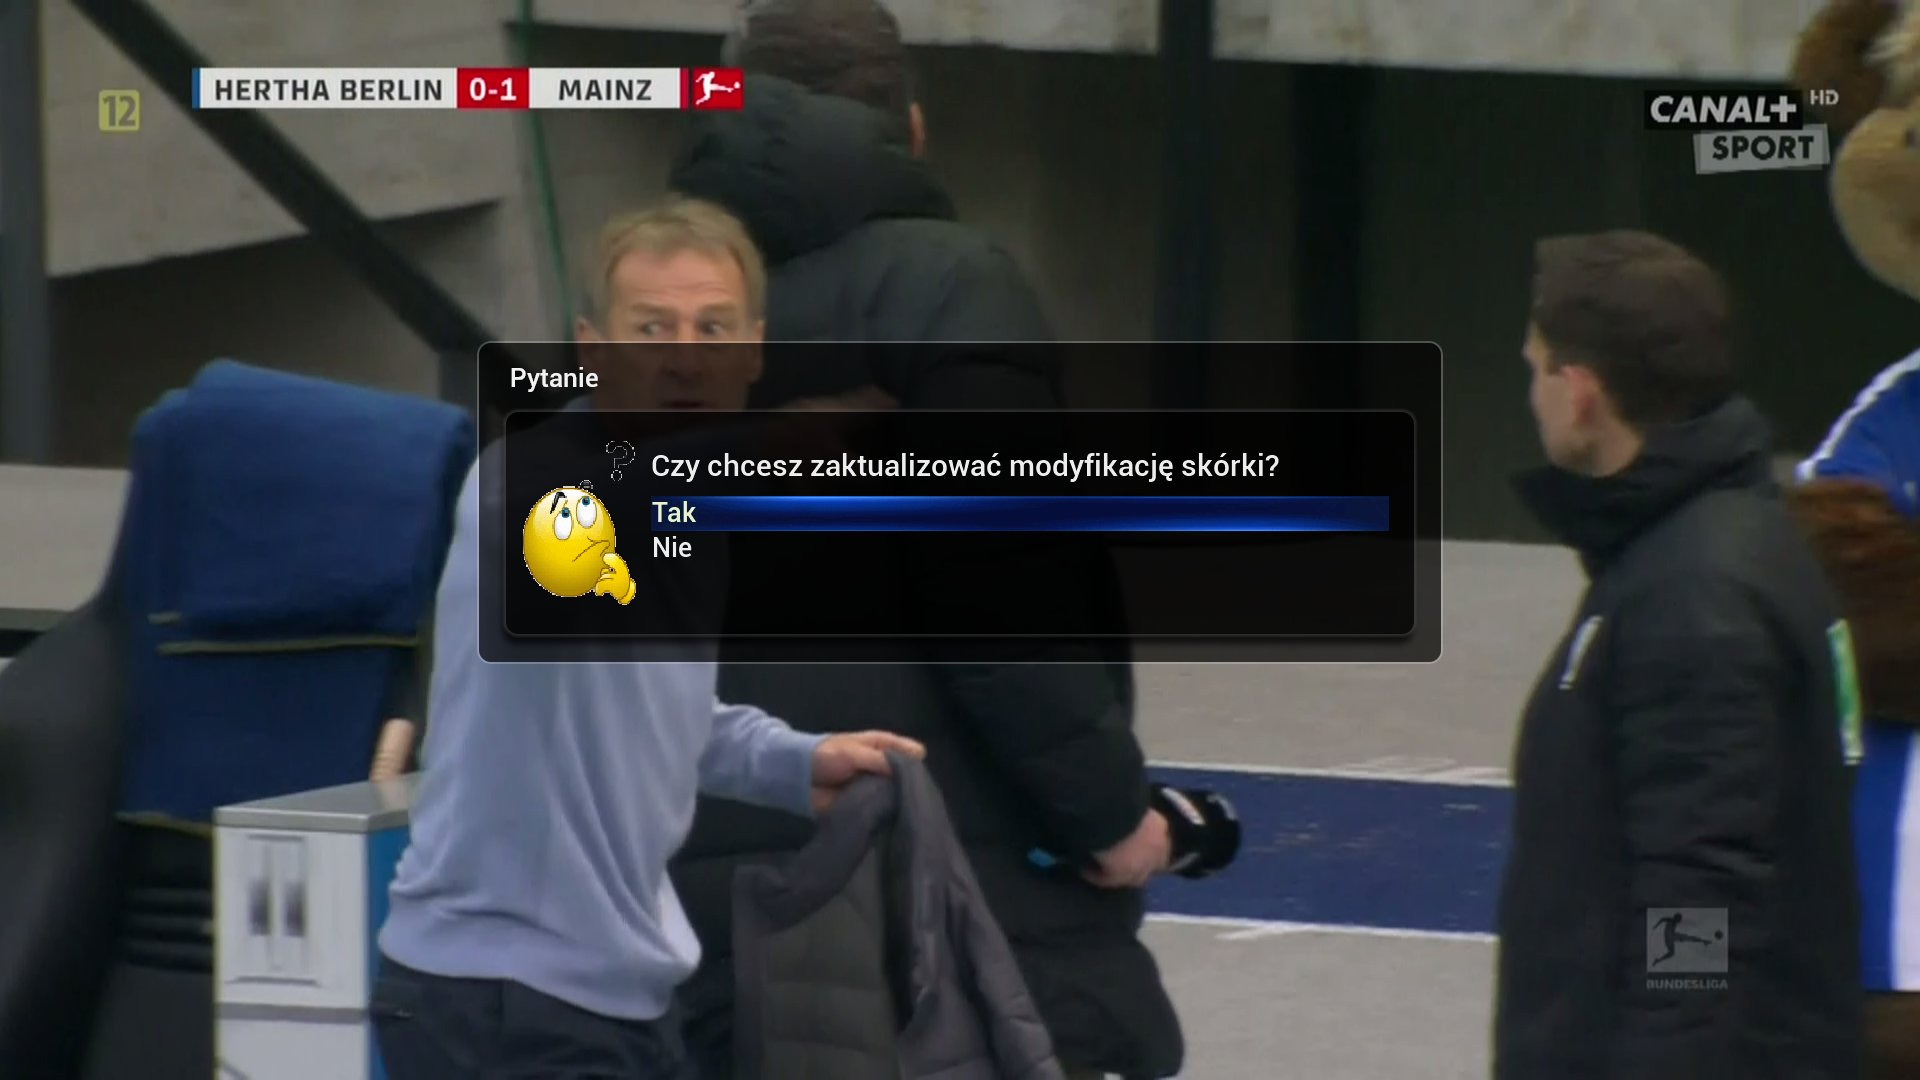 12
HERTHA BERLIN 0-1 MAINZ
CANAL+ HD
SPORT
Pytanie
?
Czy chcesz zaktualizować modyfikację skórki?
Tak
Nie
BUNDESLIGA